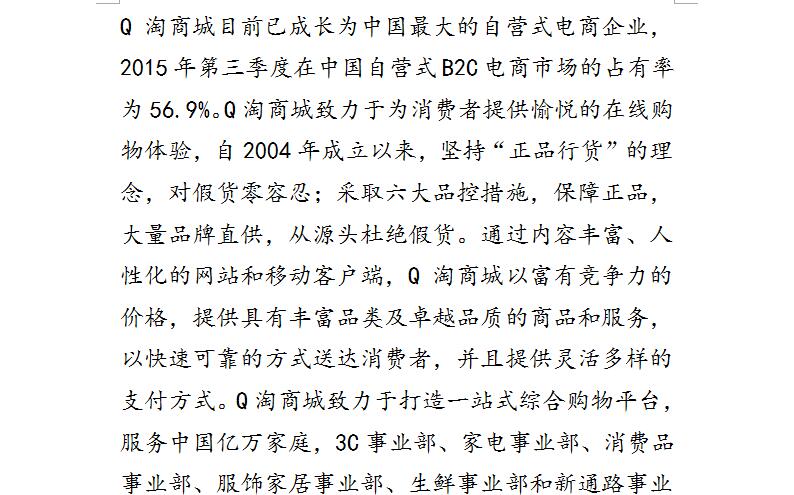 Q 淘商城目前已成长为中国最大的自营式电商企业，
2015 年第三季度在中国自营式 B2C 电商市场的占有率
为 56.9%。Q 淘商城致力于为消费者提供愉悦的在线购
物体验，自 2004 年成立以来，坚持“正品行货”的理
念，对假货零容忍；采取六大品控措施，保障正品，
大量品牌直供，从源头杜绝假货。通过内容丰富、人
性化的网站和移动客户端，Q 淘商城以富有竞争力的
价格，提供具有丰富品类及卓越品质的商品和服务，
以快速可靠的方式送达消费者，并且提供灵活多样的
支付方式。Q 淘商城致力于打造一站式综合购物平台，
服务中国亿万家庭，3C 事业部、家电事业部、消费品
事业部、服饰家居事业部、生鲜事业部和新通路事业